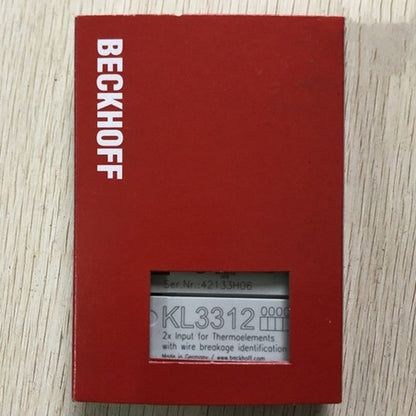 BECKHOFF
Ser.Nr.:42133H06
KL3312
2x Input for Thermoelements
with wire breakage identification
Made in Germany / www.beckhoff.com